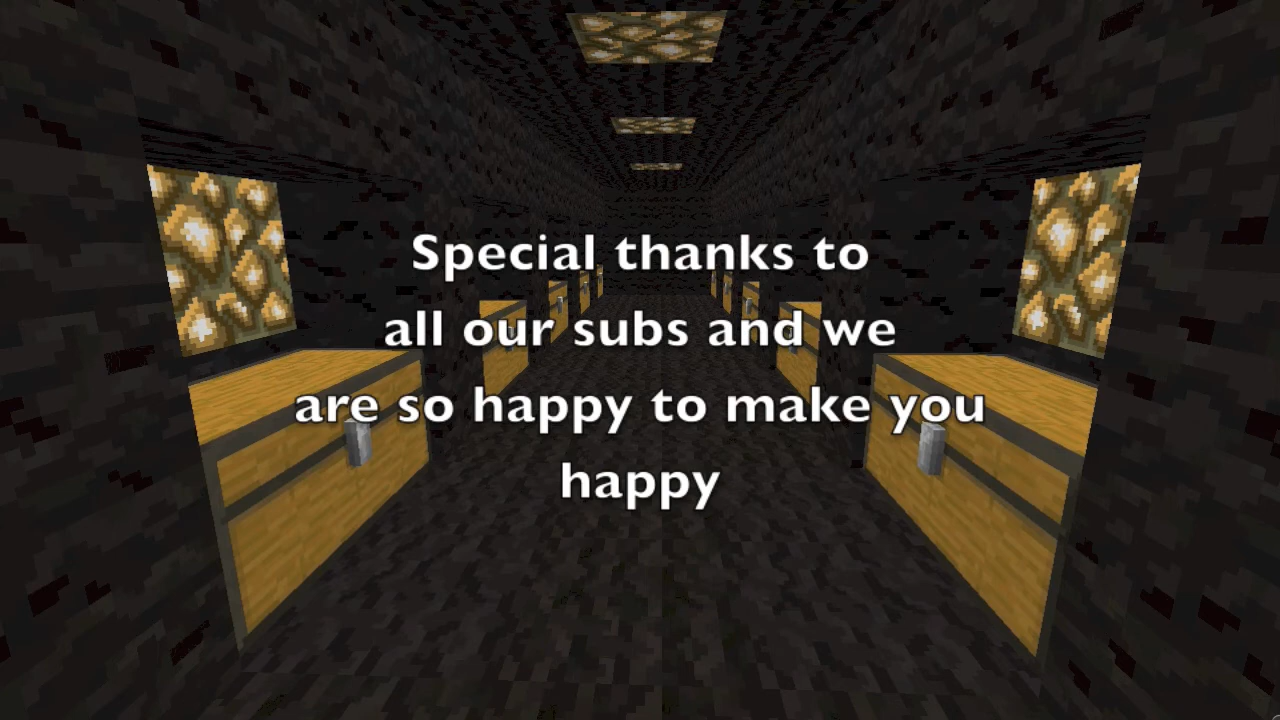 Special thanks to
all our subs and we
are so happy to make you
happy